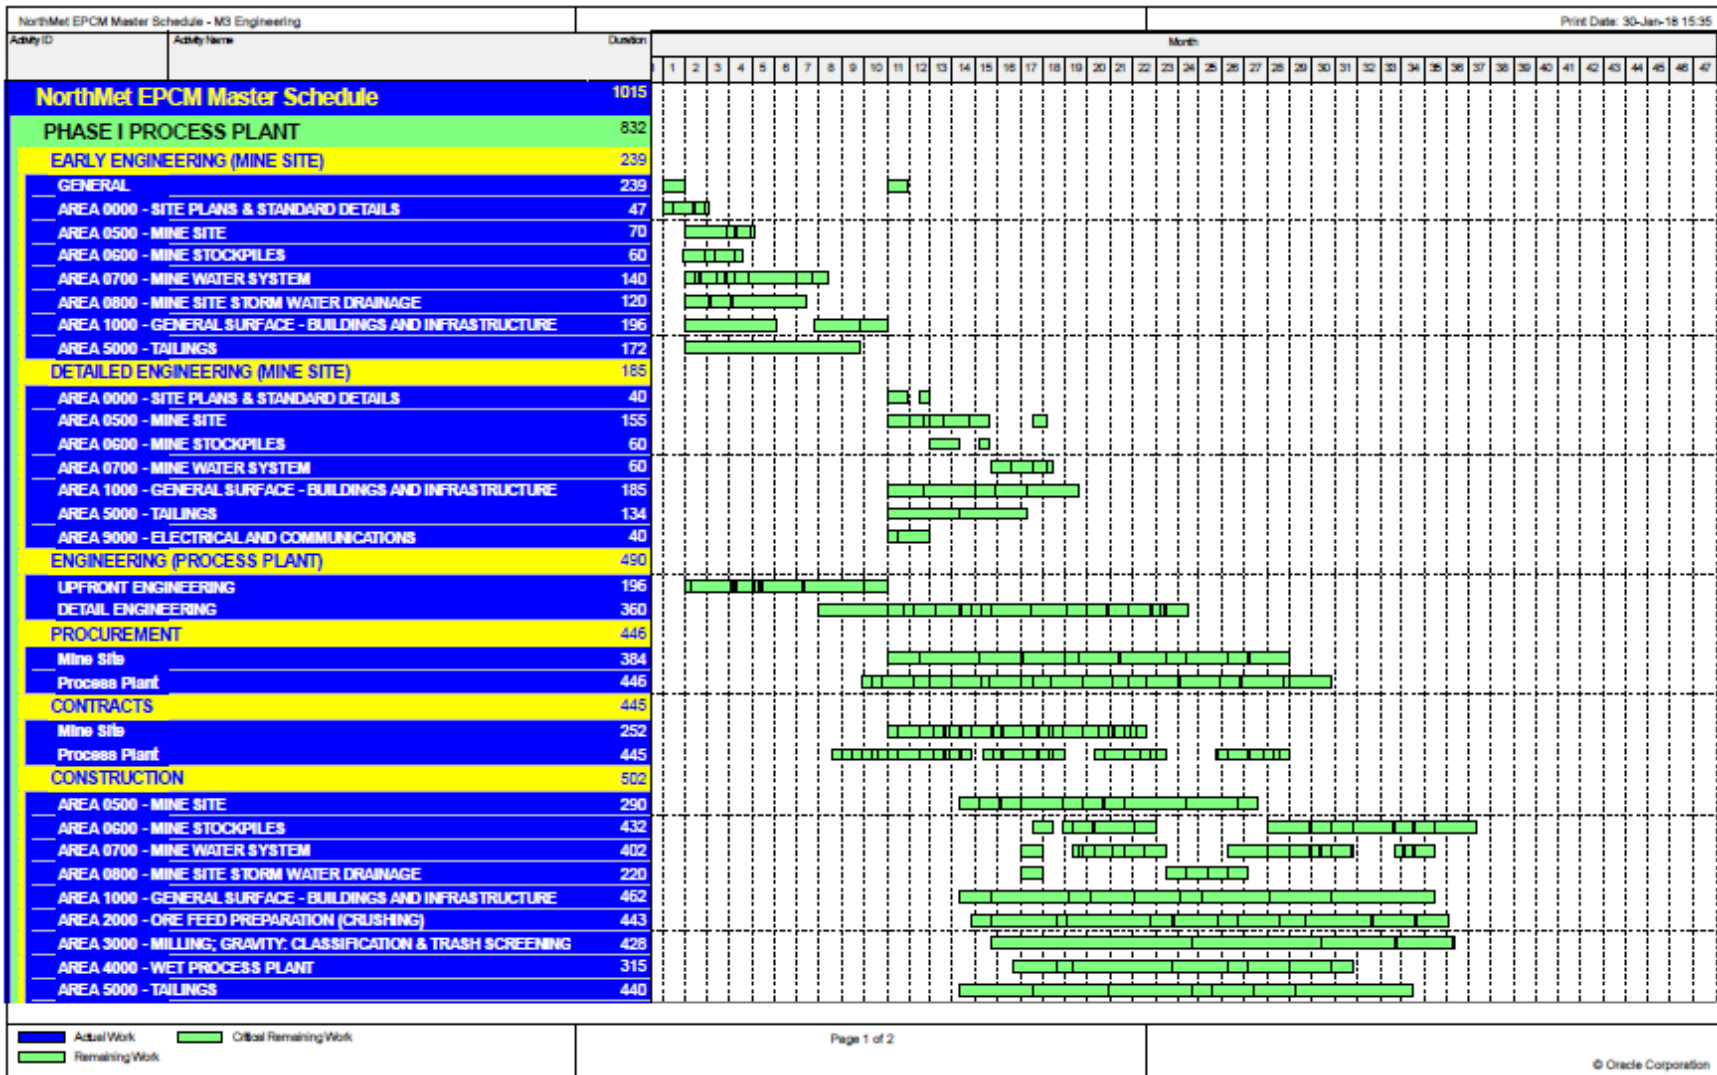 NorthMet EPCM Master Schedule - M3 Engineering Print Date: 30-Jan-18 15:35
Activity ID Activity Name Duration Month
1 2 3 4 5 6 7 8 9 10 11 12 13 14 15 16 17 18 19 20 21 22 23 24 25 26 27 28 29 30 31 32 33 34 35 36 37 38 39 40 41 42 43 44 45 46 47
NorthMet EPCM Master Schedule 1015
PHASE I PROCESS PLANT 832
EARLY ENGINEERING (MINE SITE) 239
GENERAL 239
AREA 0000 - SITE PLANS & STANDARD DETAILS 47
AREA 0500 - MINE SITE 70
AREA 0600 - MINE STOCKPILES 60
AREA 0700 - MINE WATER SYSTEM 140
AREA 0800 - MINE SITE STORM WATER DRAINAGE 120
AREA 1000 - GENERAL SURFACE - BUILDINGS AND INFRASTRUCTURE 196
AREA 5000 - TAILINGS 172
DETAILED ENGINEERING (MINE SITE) 185
AREA 0000 - SITE PLANS & STANDARD DETAILS 40
AREA 0500 - MINE SITE 155
AREA 0600 - MINE STOCKPILES 60
AREA 0700 - MINE WATER SYSTEM 60
AREA 1000 - GENERAL SURFACE - BUILDINGS AND INFRASTRUCTURE 185
AREA 5000 - TAILINGS 134
AREA 9000 - ELECTRICAL AND COMMUNICATIONS 40
ENGINEERING (PROCESS PLANT) 490
UPFRONT ENGINEERING 196
DETAIL ENGINEERING 360
PROCUREMENT 446
Mine Site 384
Process Plant 446
CONTRACTS 445
Mine Site 252
Process Plant 445
CONSTRUCTION 502
AREA 0500 - MINE SITE 290
AREA 0600 - MINE STOCKPILES 432
AREA 0700 - MINE WATER SYSTEM 402
AREA 0800 - MINE SITE STORM WATER DRAINAGE 220
AREA 1000 - GENERAL SURFACE - BUILDINGS AND INFRASTRUCTURE 462
AREA 2000 - ORE FEED PREPARATION (CRUSHING) 443
AREA 3000 - MILLING; GRAVITY: CLASSIFICATION & TRASH SCREENING 428
AREA 4000 - WET PROCESS PLANT 315
AREA 5000 - TAILINGS 440
Actual Work Critical Remaining Work Page 1 of 2
Remaining Work
© Oracle Corporation